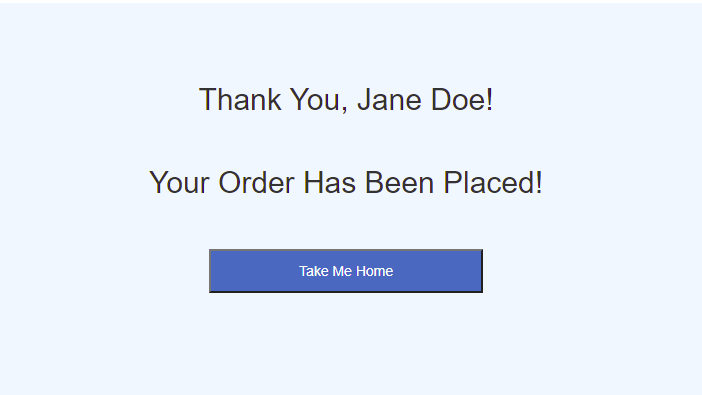 Thank You, Jane Doe!
Your Order Has Been Placed!
Take Me Home